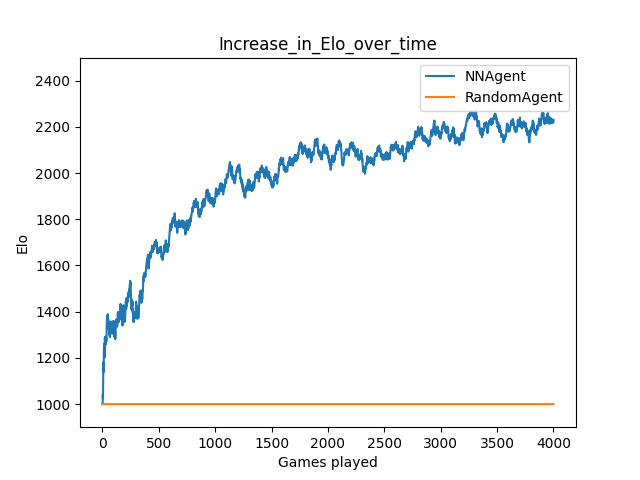 Increase_in_Elo_over_time
NNAgent
RandomAgent
2400
2200
2000
1800
1600
1400
1200
1000
Elo
0 500 1000 1500 2000 2500 3000 3500 4000
Games played